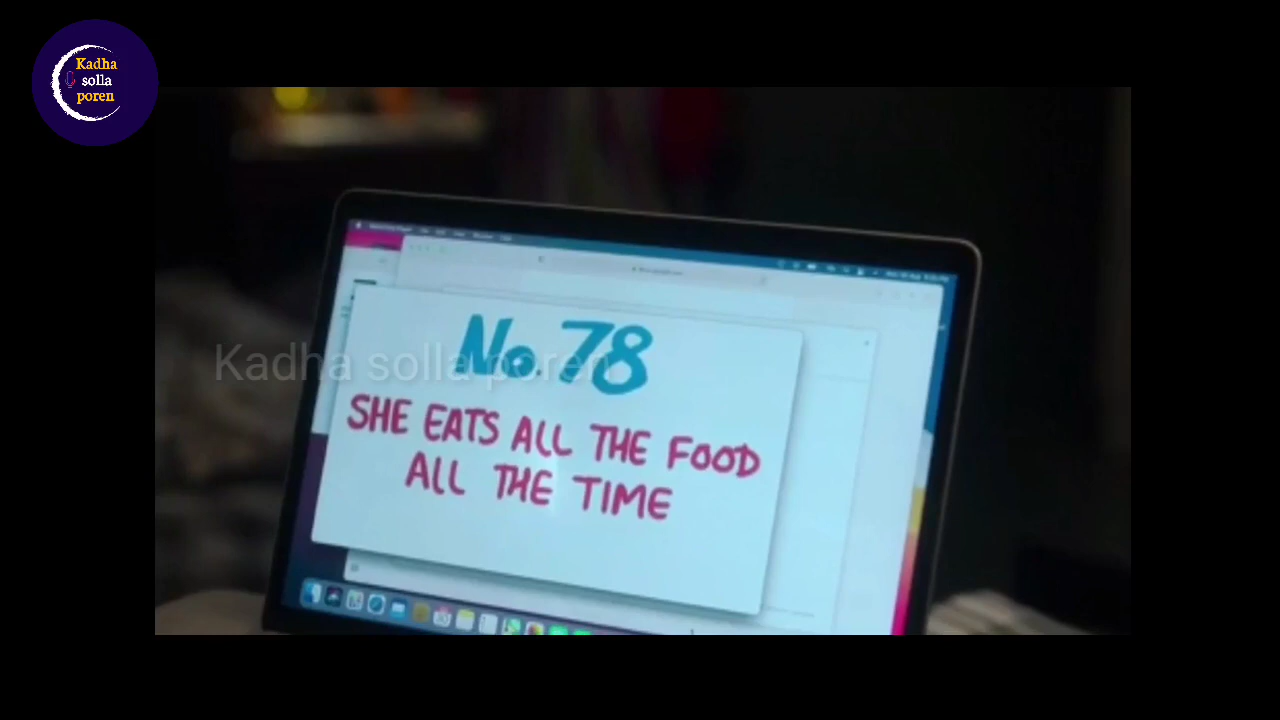 Kadha
solla
poren
No. 78
Kadha solla poren
SHE EATS ALL THE FOOD
ALL THE TIME